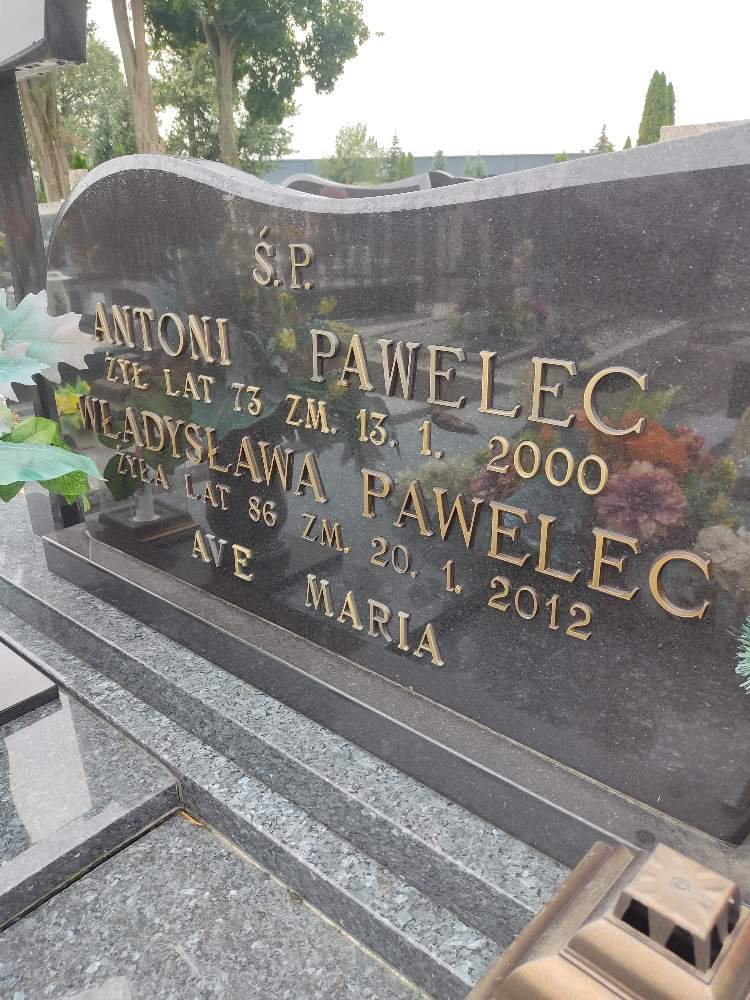 Ś.P.
ANTONI PAWELEC
ŻYŁ LAT 73 ZM. 13. 1. 2000
WŁADYSŁAWA PAWELEC
ŻYŁA LAT 86 ZM. 20. 1. 2012
AVE MARIA